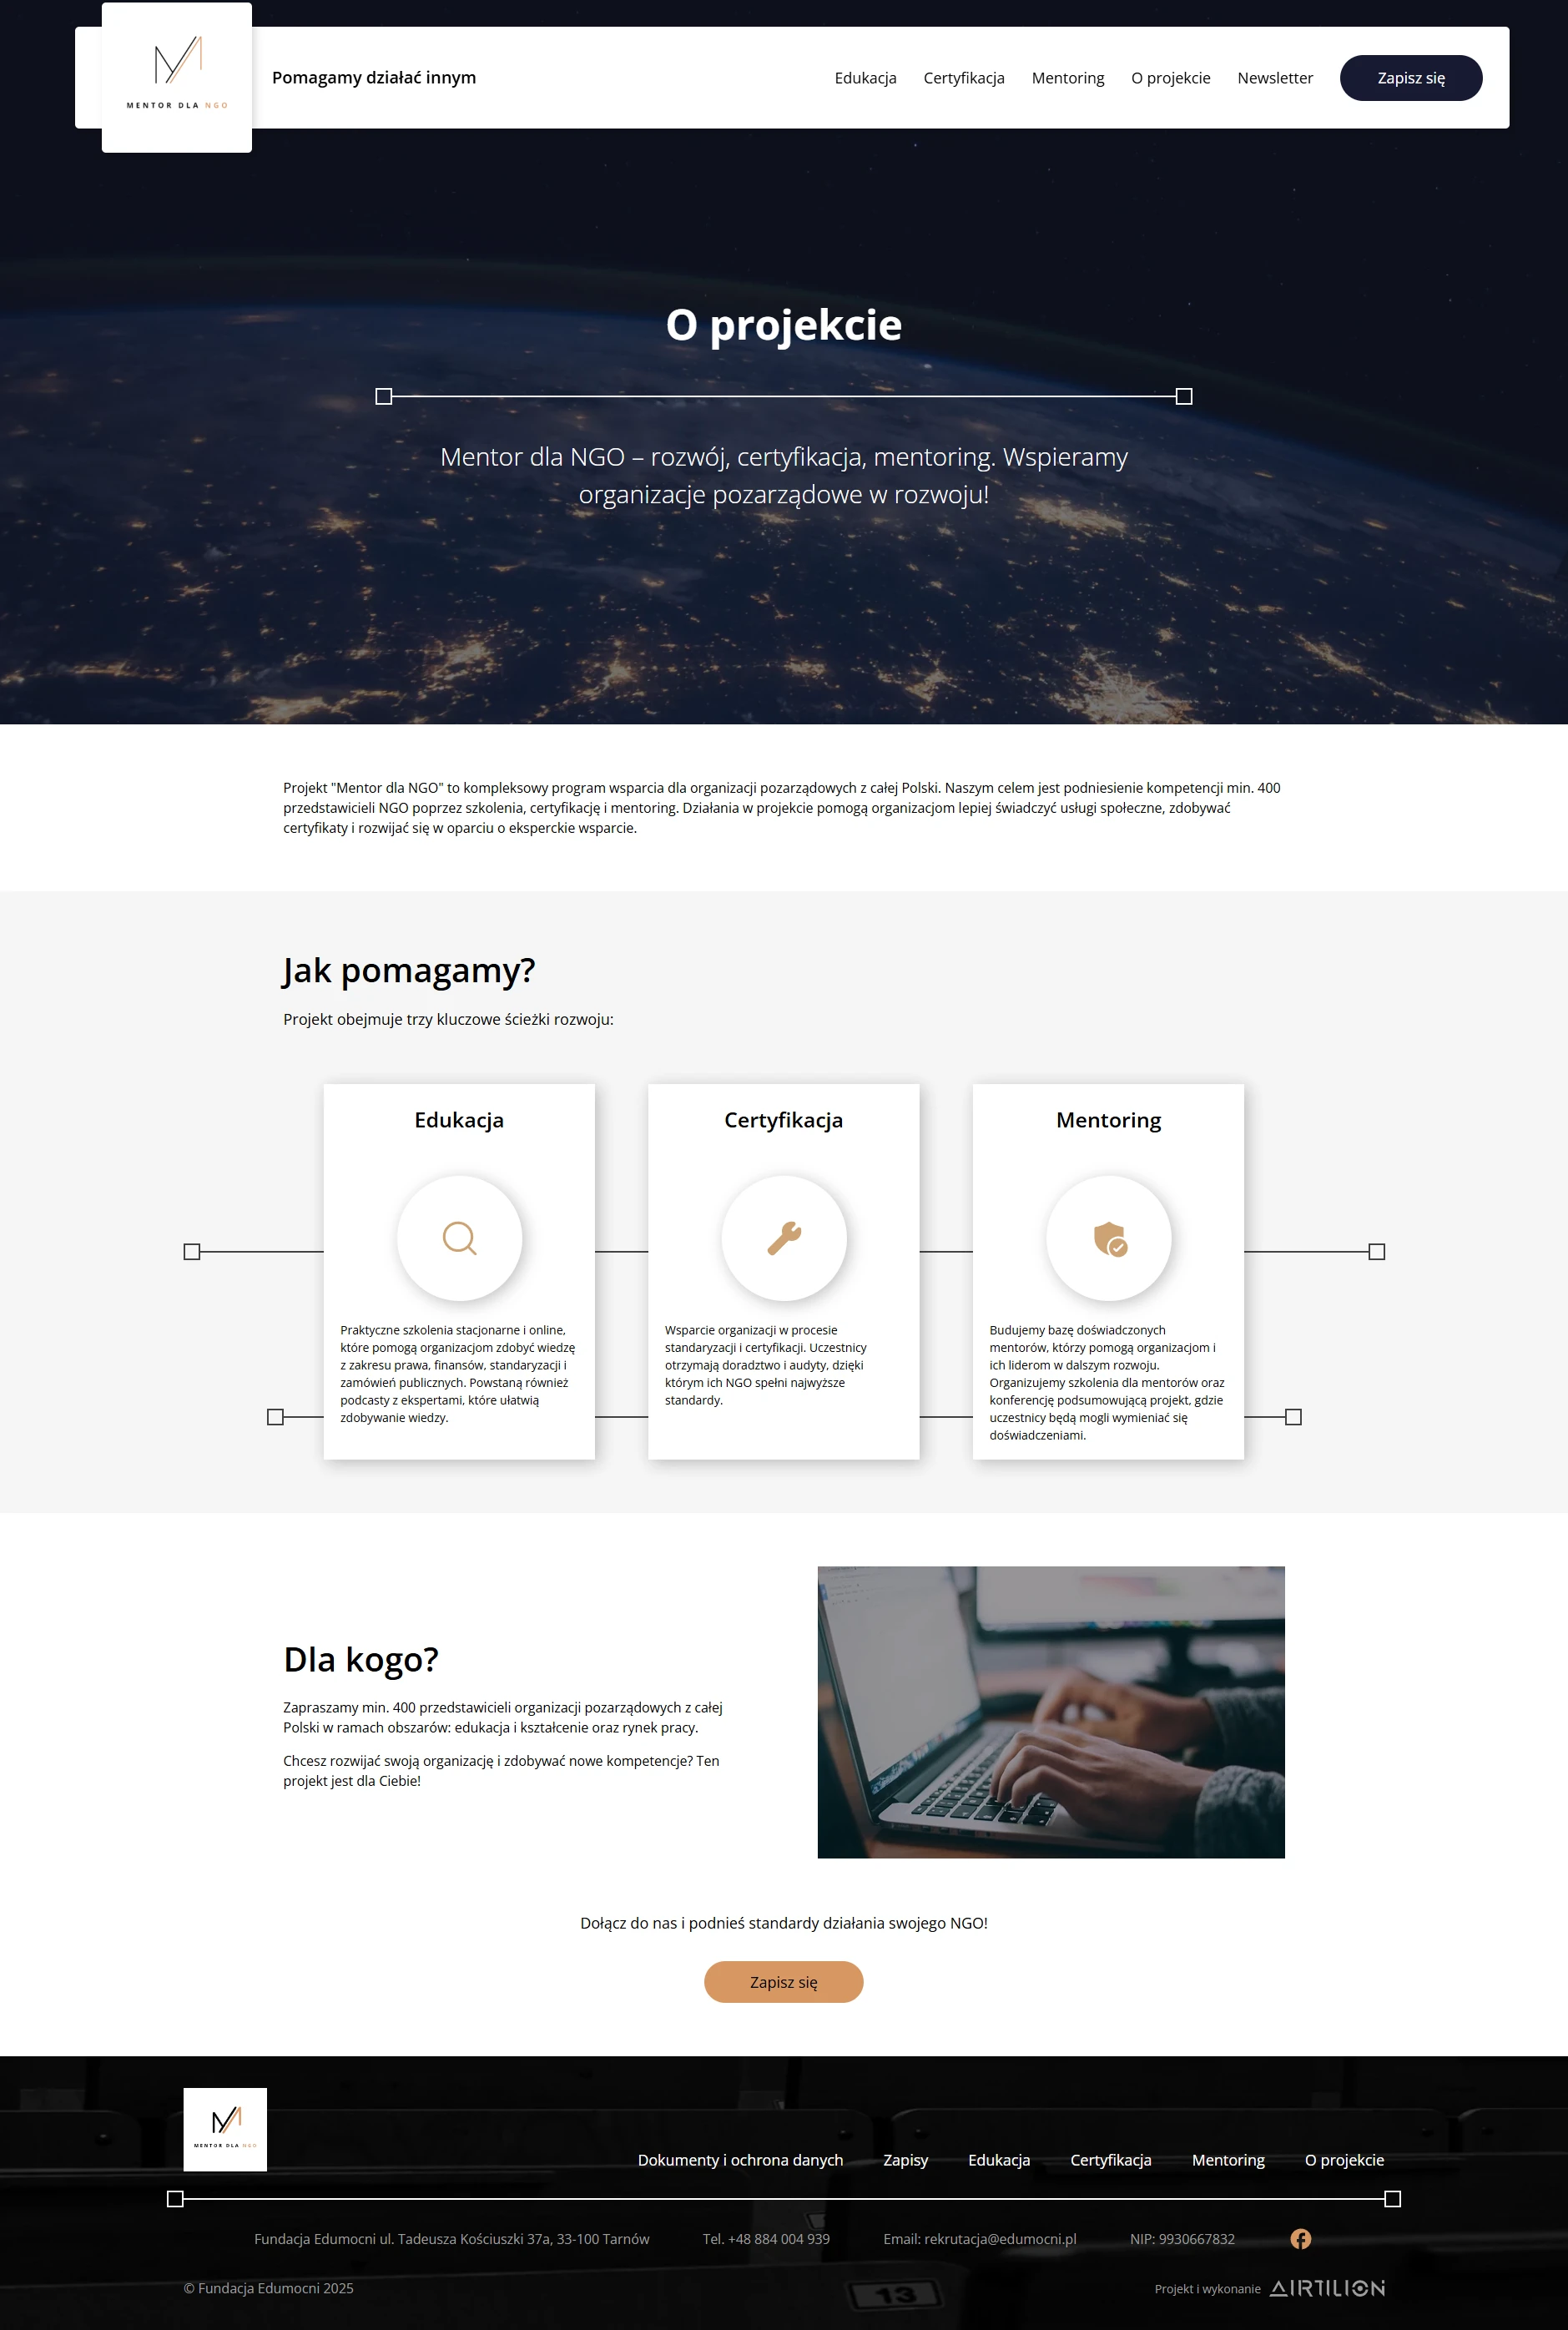 MENTOR DLA NGO
Pomagamy działać innym
Edukacja Certyfikacja Mentoring O projekcie Newsletter Zapisz się
O projekcie
Mentor dla NGO – rozwój, certyfikacja, mentoring. Wspieramy
organizacje pozarządowe w rozwoju!
Projekt "Mentor dla NGO" to kompleksowy program wsparcia dla organizacji pozarządowych z całej Polski. Naszym celem jest podniesienie kompetencji min. 400
przedstawicieli NGO poprzez szkolenia, certyfikację i mentoring. Działania w projekcie pomogą organizacjom lepiej świadczyć usługi społeczne, zdobywać
certyfikaty i rozwijać się w oparciu o eksperckie wsparcie.
Jak pomagamy?
Projekt obejmuje trzy kluczowe ścieżki rozwoju:
Edukacja
Praktyczne szkolenia stacjonarne i online,
które pomogą organizacjom zdobyć wiedzę
z zakresu prawa, finansów, standaryzacji i
zamówień publicznych. Powstaną również
podcasty z ekspertami, które ułatwią
zdobywanie wiedzy.
Certyfikacja
Wsparcie organizacji w procesie
standaryzacji i certyfikacji. Uczestnicy
otrzymają doradztwo i audyty, dzięki
którym ich NGO spełni najwyższe
standardy.
Mentoring
Budujemy bazę doświadczonych
mentorów, którzy pomogą organizacjom i
ich liderom w dalszym rozwoju.
Organizujemy szkolenia dla mentorów oraz
konferencję podsumowującą projekt, gdzie
uczestnicy będą mogli wymieniać się
doświadczeniami.
Dla kogo?
Zapraszamy min. 400 przedstawicieli organizacji pozarządowych z całej
Polski w ramach obszarów: edukacja i kształcenie oraz rynek pracy.
Chcesz rozwijać swoją organizację i zdobywać nowe kompetencje? Ten
projekt jest dla Ciebie!
Dołącz do nas i podnieś standardy działania swojego NGO!
Zapisz się
MENTOR DLA NGO
Dokumenty i ochrona danych Zapisy Edukacja Certyfikacja Mentoring O projekcie
Fundacja Edumocni ul. Tadeusza Kościuszki 37a, 33-100 Tarnów Tel. +48 884 004 939 Email: rekrutacja@edumocni.pl NIP: 9930667832
13
© Fundacja Edumocni 2025
Projekt i wykonanie AIRTILION